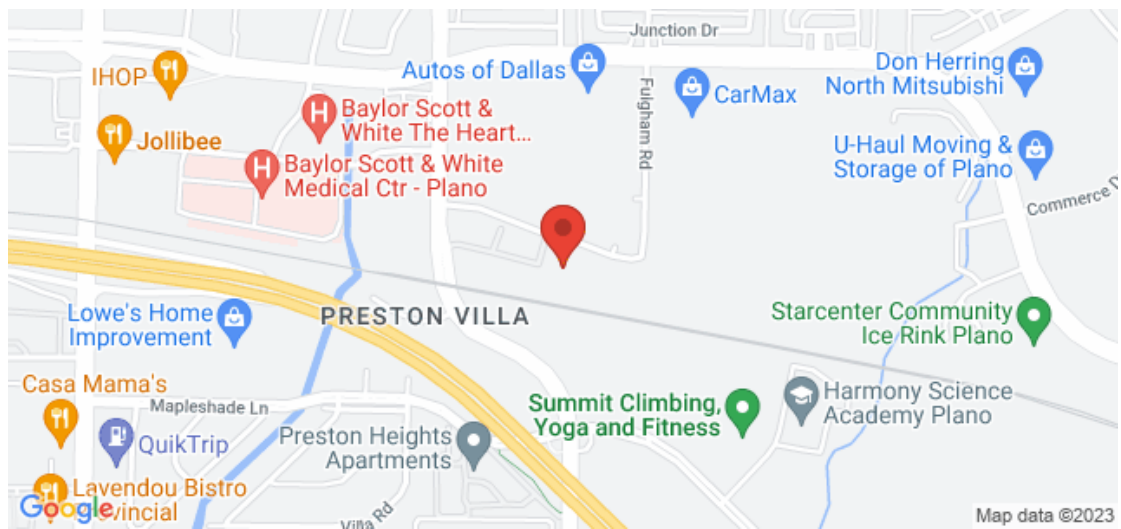 Junction Dr
IHOP
Autos of Dallas
Don Herring
North Mitsubishi
CarMax
Fulgham Rd
Baylor Scott &
White The Heart...
Jollibee
Baylor Scott & White
Medical Ctr - Plano
U-Haul Moving &
Storage of Plano
Commerce D
Lowe's Home
Improvement
PRESTON VILLA
Starcenter Community
Ice Rink Plano
Casa Mama's
Mapleshade Ln
Summit Climbing,
Yoga and Fitness
Harmony Science
Academy Plano
QuikTrip
Preston Heights
Apartments
Lavendou Bistro
ovincial
Google
Villa Rd
Map data ©2023